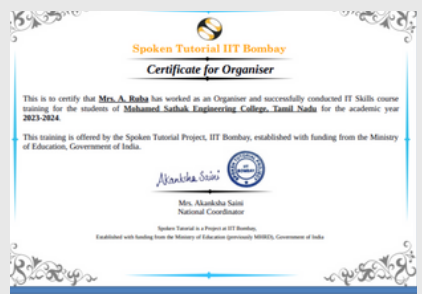 Spoken Tutorial IIT Bombay
Certificate for Organiser
This is to certify that Mrs. A. Ruba has worked as an Organiser and successfully conducted IT Skills course
training for the students of Mohamed Sathak Engineering College, Tamil Nadu for the academic year
2023-2024.
This training is offered by the Spoken Tutorial Project, IIT Bombay, established with funding from the Ministry
of Education, Government of India.
Akanksha Saini
IIT
BOMBAY
Mrs. Akanksha Saini
National Coordinator
Spoken Tutorial is a Project at IIT Bombay,
Established with funding from the Ministry of Education (previously MHRD), Government of India